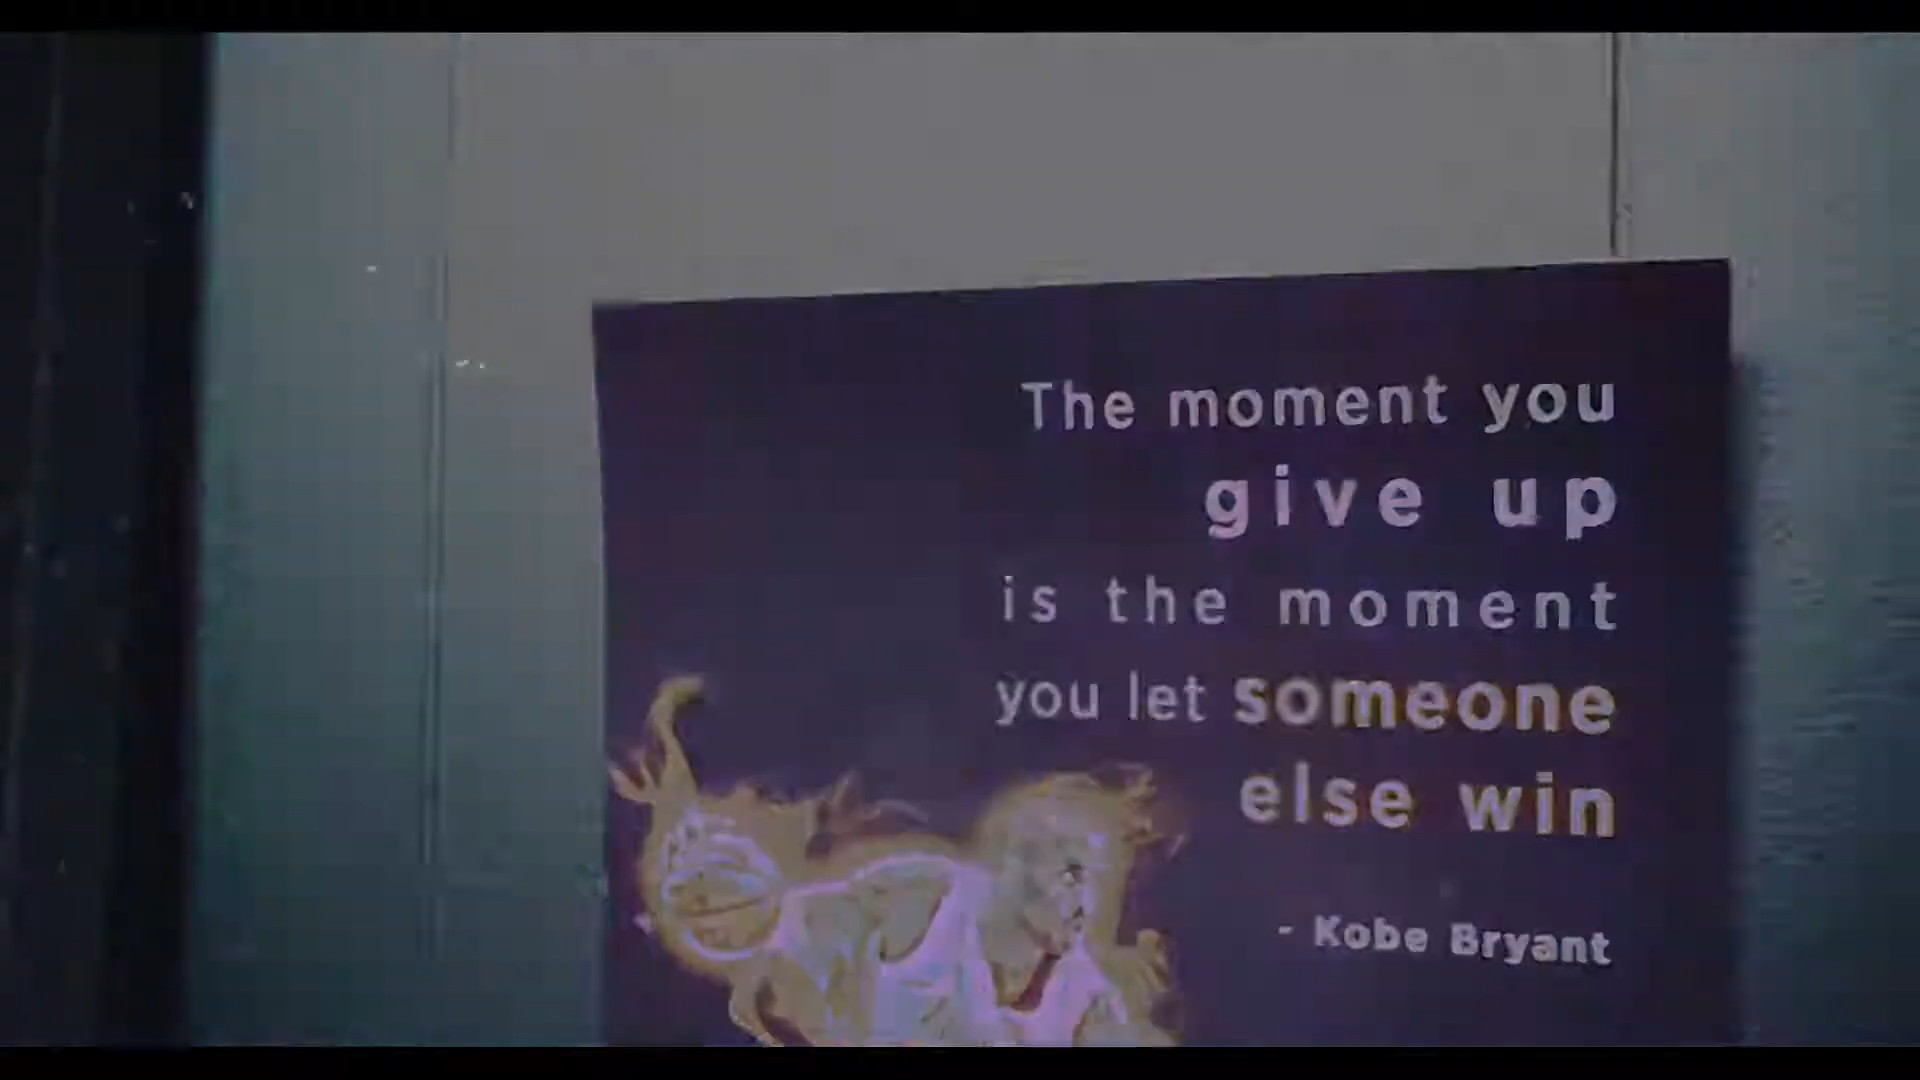 The moment you
give up
is the moment
you let someone
else win
- Kobe Bryant